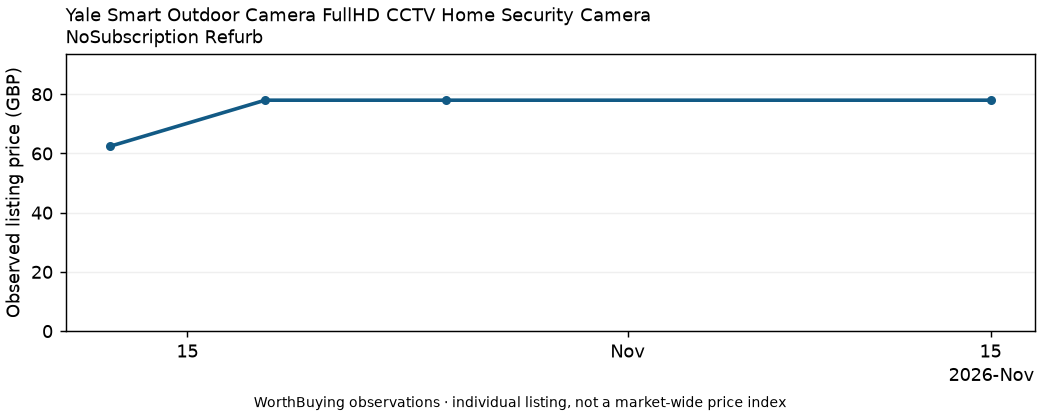 Yale Smart Outdoor Camera FullHD CCTV Home Security Camera
NoSubscription Refurb
Observed listing price (GBP)
80
60
40
20
0
15
Nov
15
2026-Nov
WorthBuying observations · individual listing, not a market-wide price index